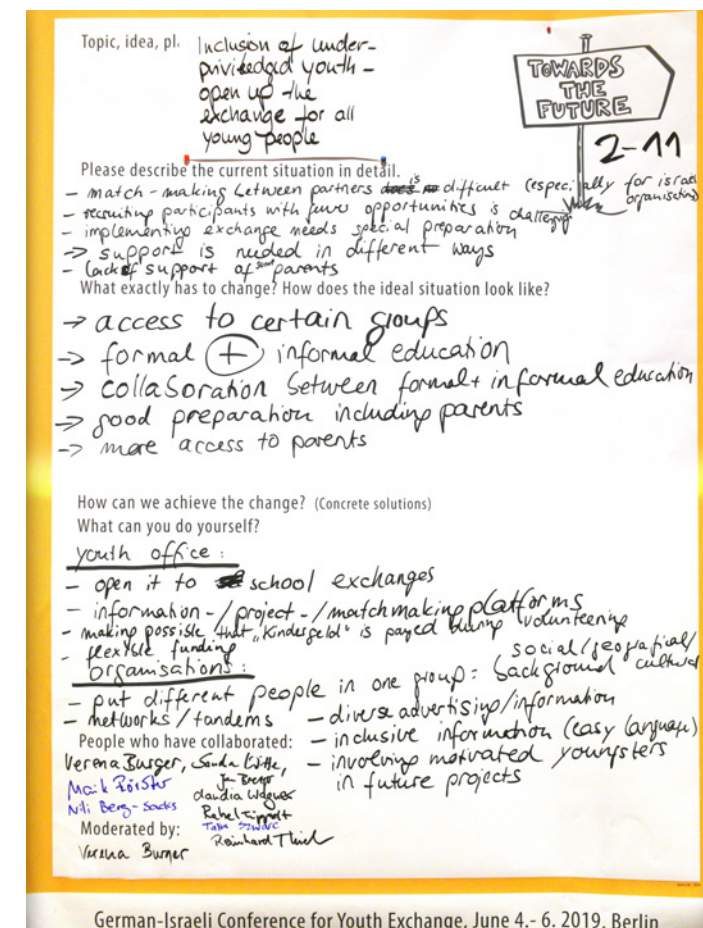 Topic, idea, pl.
Inclusion of under-
priviledged youth -
open up the
exchange for all
young people
TOWARDS
THE
FUTURE
2-11
Please describe the current situation in detail.
- match-making between partners is difficult (especially for israeli
organisations)
- recruiting participants with fewer opportunities is challenging
- implementing exchange needs special preparation
-> support is needed in different ways
- lack of support of some parents
What exactly has to change? How does the ideal situation look like?
-> access to certain groups
-> formal + informal education
-> collaboration between formal + informal education
-> good preparation including parents
-> more access to parents
How can we achieve the change? (Concrete solutions)
What can you do yourself?
youth office:
- open it to school exchanges
- information-/project-/matchmaking platforms
- making possible that „Kindergeld" is payed during volunteering
- flexible funding
organisations:
- put different people in one group: social/geografical/
background cultural
- networks/tandems
- diverse advertising/information
- inclusive information (easy language)
- involving motivated youngsters
in future projects
People who have collaborated:
Verena Burger,
Maik
Nili Berg-Sacks
Claudia Wagner
Rahel
Reinhard Thiel
Moderated by:
Verena Burger
German-Israeli Conference for Youth Exchange, June 4.- 6. 2019, Berlin